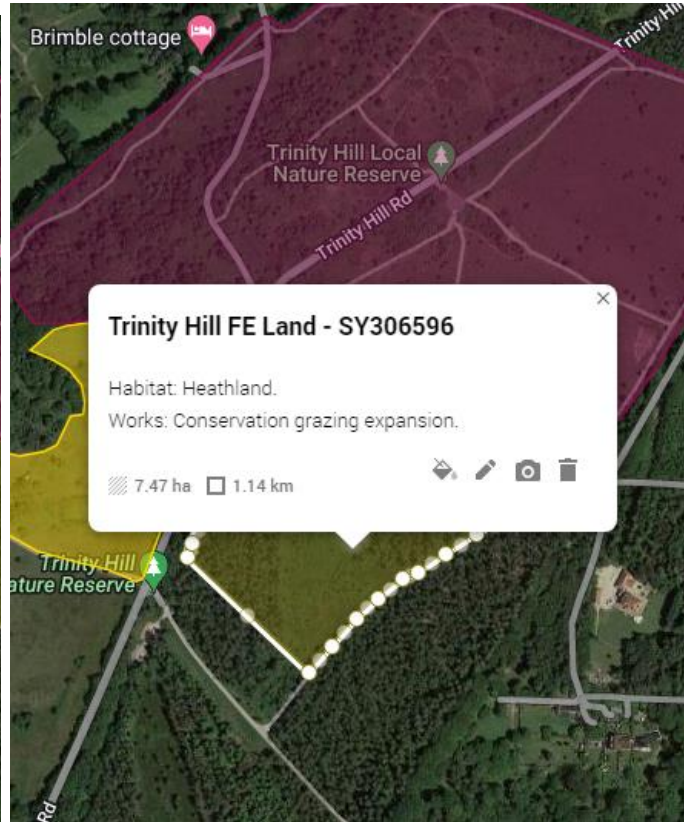 Brimble cottage
Trinity Hill
Trinity Hill Local
Nature Reserve
Trinity Hill Rd
Trinity Hill FE Land - SY306596
Habitat: Heathland.
Works: Conservation grazing expansion.
7.47 ha 1.14 km
Trinity Hill
ature Reserve
Rd